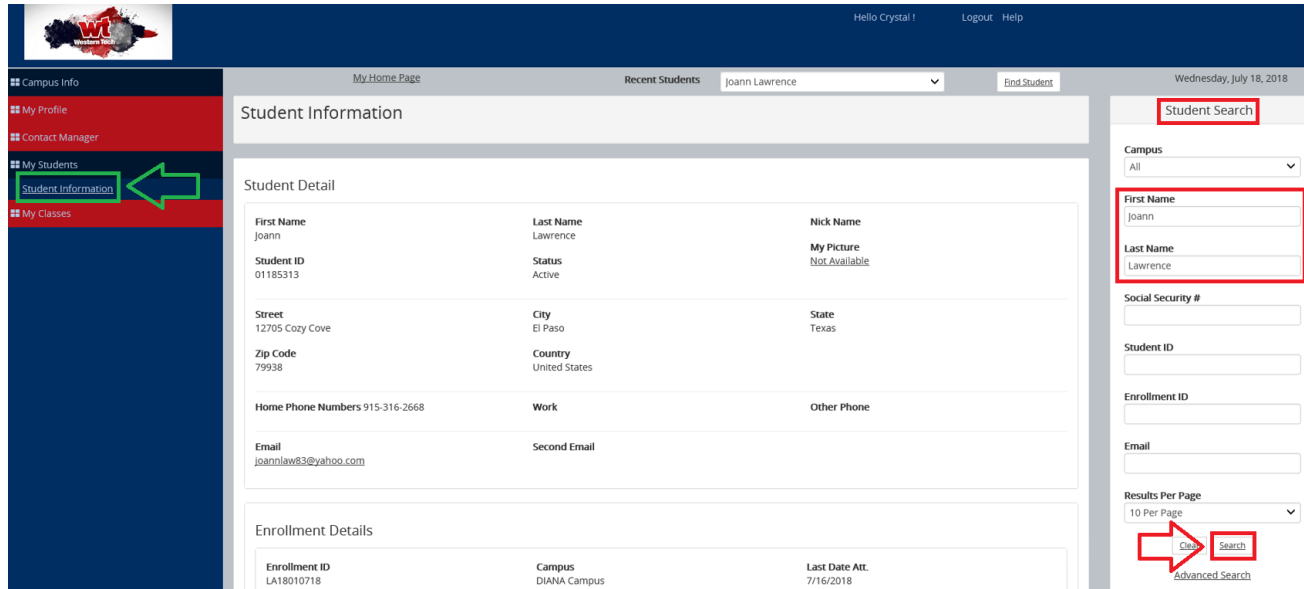 wt
Western Tech
Hello Crystal !
Logout Help
Campus Info
My Profile
Contact Manager
My Students
Student Information
My Classes
My Home Page
Recent Students
Joann Lawrence
Find Student
Wednesday, July 18, 2018
Student Information
Student Detail
First Name Last Name Nick Name
Joann Lawrence
My Picture
Student ID Status Not Available
01185313 Active
Street City State
12705 Cozy Cove El Paso Texas
Zip Code Country
79938 United States
Home Phone Numbers 915-316-2668 Work Other Phone
Email Second Email
joannlaw83@yahoo.com
Enrollment Details
Enrollment ID Campus Last Date Att.
LA18010718 DIANA Campus 7/16/2018
Student Search
Campus
All
First Name
Joann
Last Name
Lawrence
Social Security #
Student ID
Enrollment ID
Email
Results Per Page
10 Per Page
Clear Search
Advanced Search